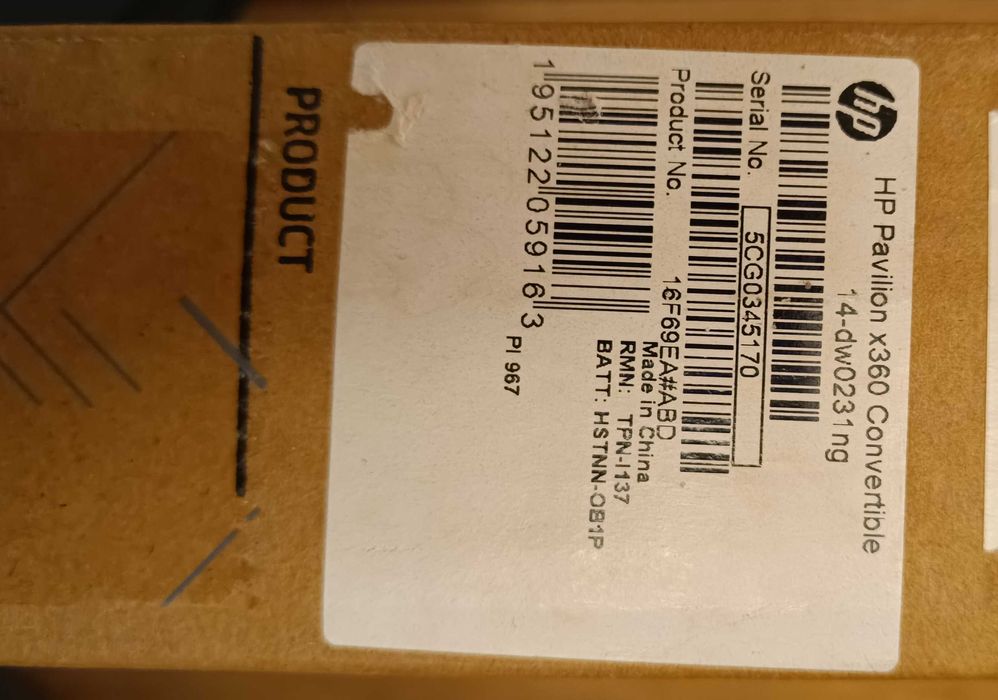 hp
HP Pavilion x360 Convertible
14-dw0231ng
Serial No.
5CG0345170
Product No.
16F69EA#ABD
Made in China
RMN: TPN-I137
BATT: HSTNN-OB1P
1 95122 05916 3
PI 967
PRODUCT